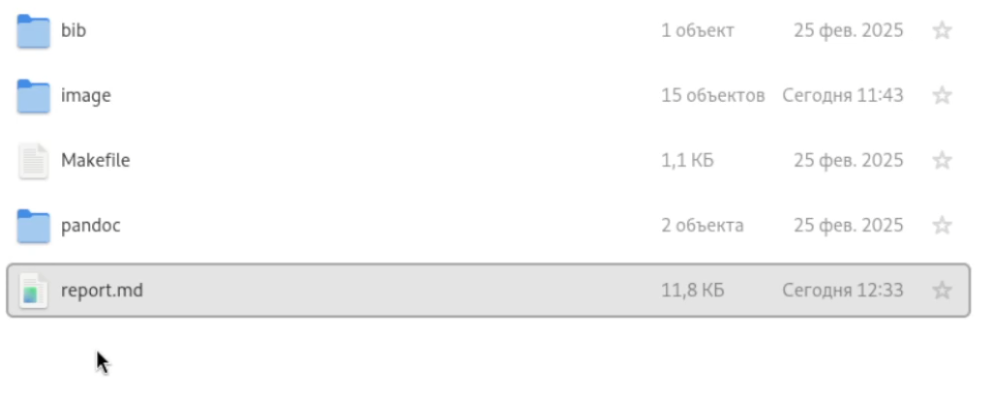 bib 1 объект 25 фев. 2025
image 15 объектов Сегодня 11:43
Makefile 1,1 КБ 25 фев. 2025
pandoc 2 объекта 25 фев. 2025
report.md 11,8 КБ Сегодня 12:33